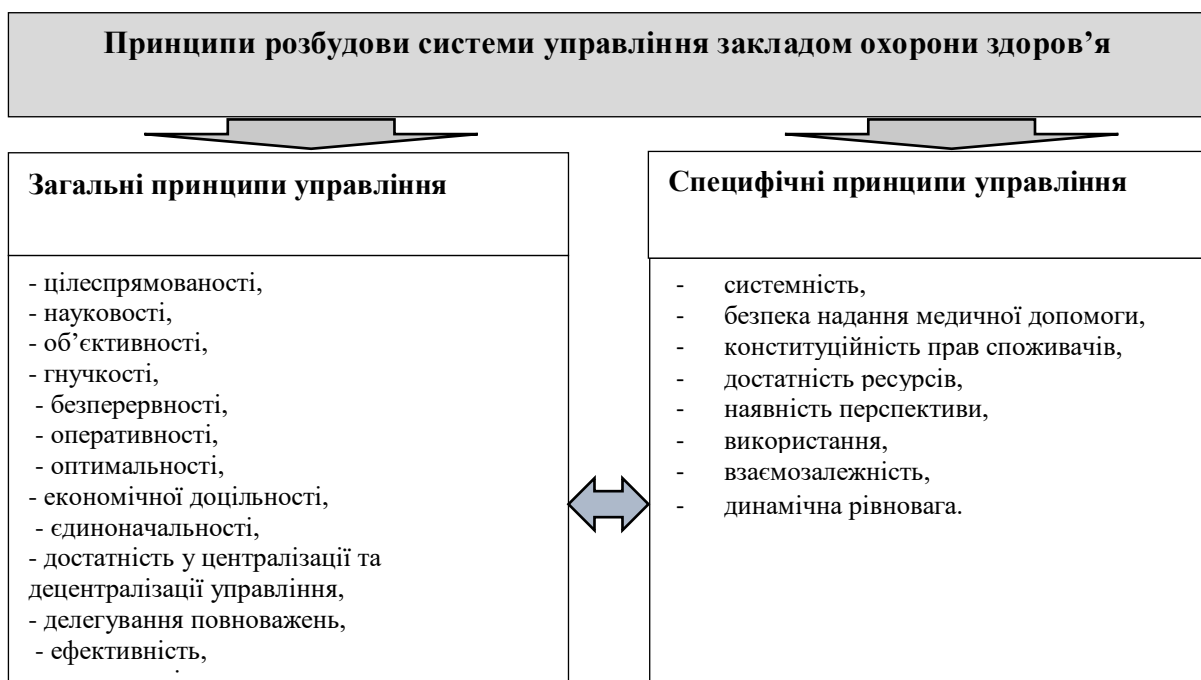 Принципи розбудови системи управління закладом охорони здоров’я
Загальні принципи управління
- цілеспрямованості,
- науковості,
- об’єктивності,
- гнучкості,
- безперервності,
- оперативності,
- оптимальності,
- економічної доцільності,
- єдиноначальності,
- достатність у централізації та
децентралізації управління,
- делегування повноважень,
- ефективність,
Специфічні принципи управління
- системність,
- безпека надання медичної допомоги,
- конституційність прав споживачів,
- достатність ресурсів,
- наявність перспективи,
- використання,
- взаємозалежність,
- динамічна рівновага.